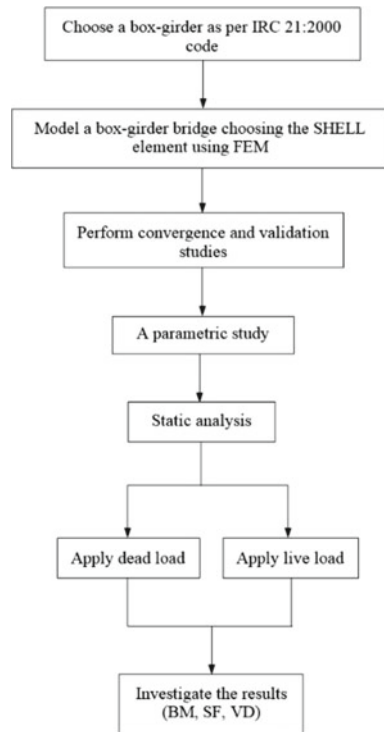 Choose a box-girder as per IRC 21:2000
code
Model a box-girder bridge choosing the SHELL
element using FEM
Perform convergence and validation
studies
A parametric study
Static analysis
Apply dead load
Apply live load
Investigate the results
(BM, SF, VD)